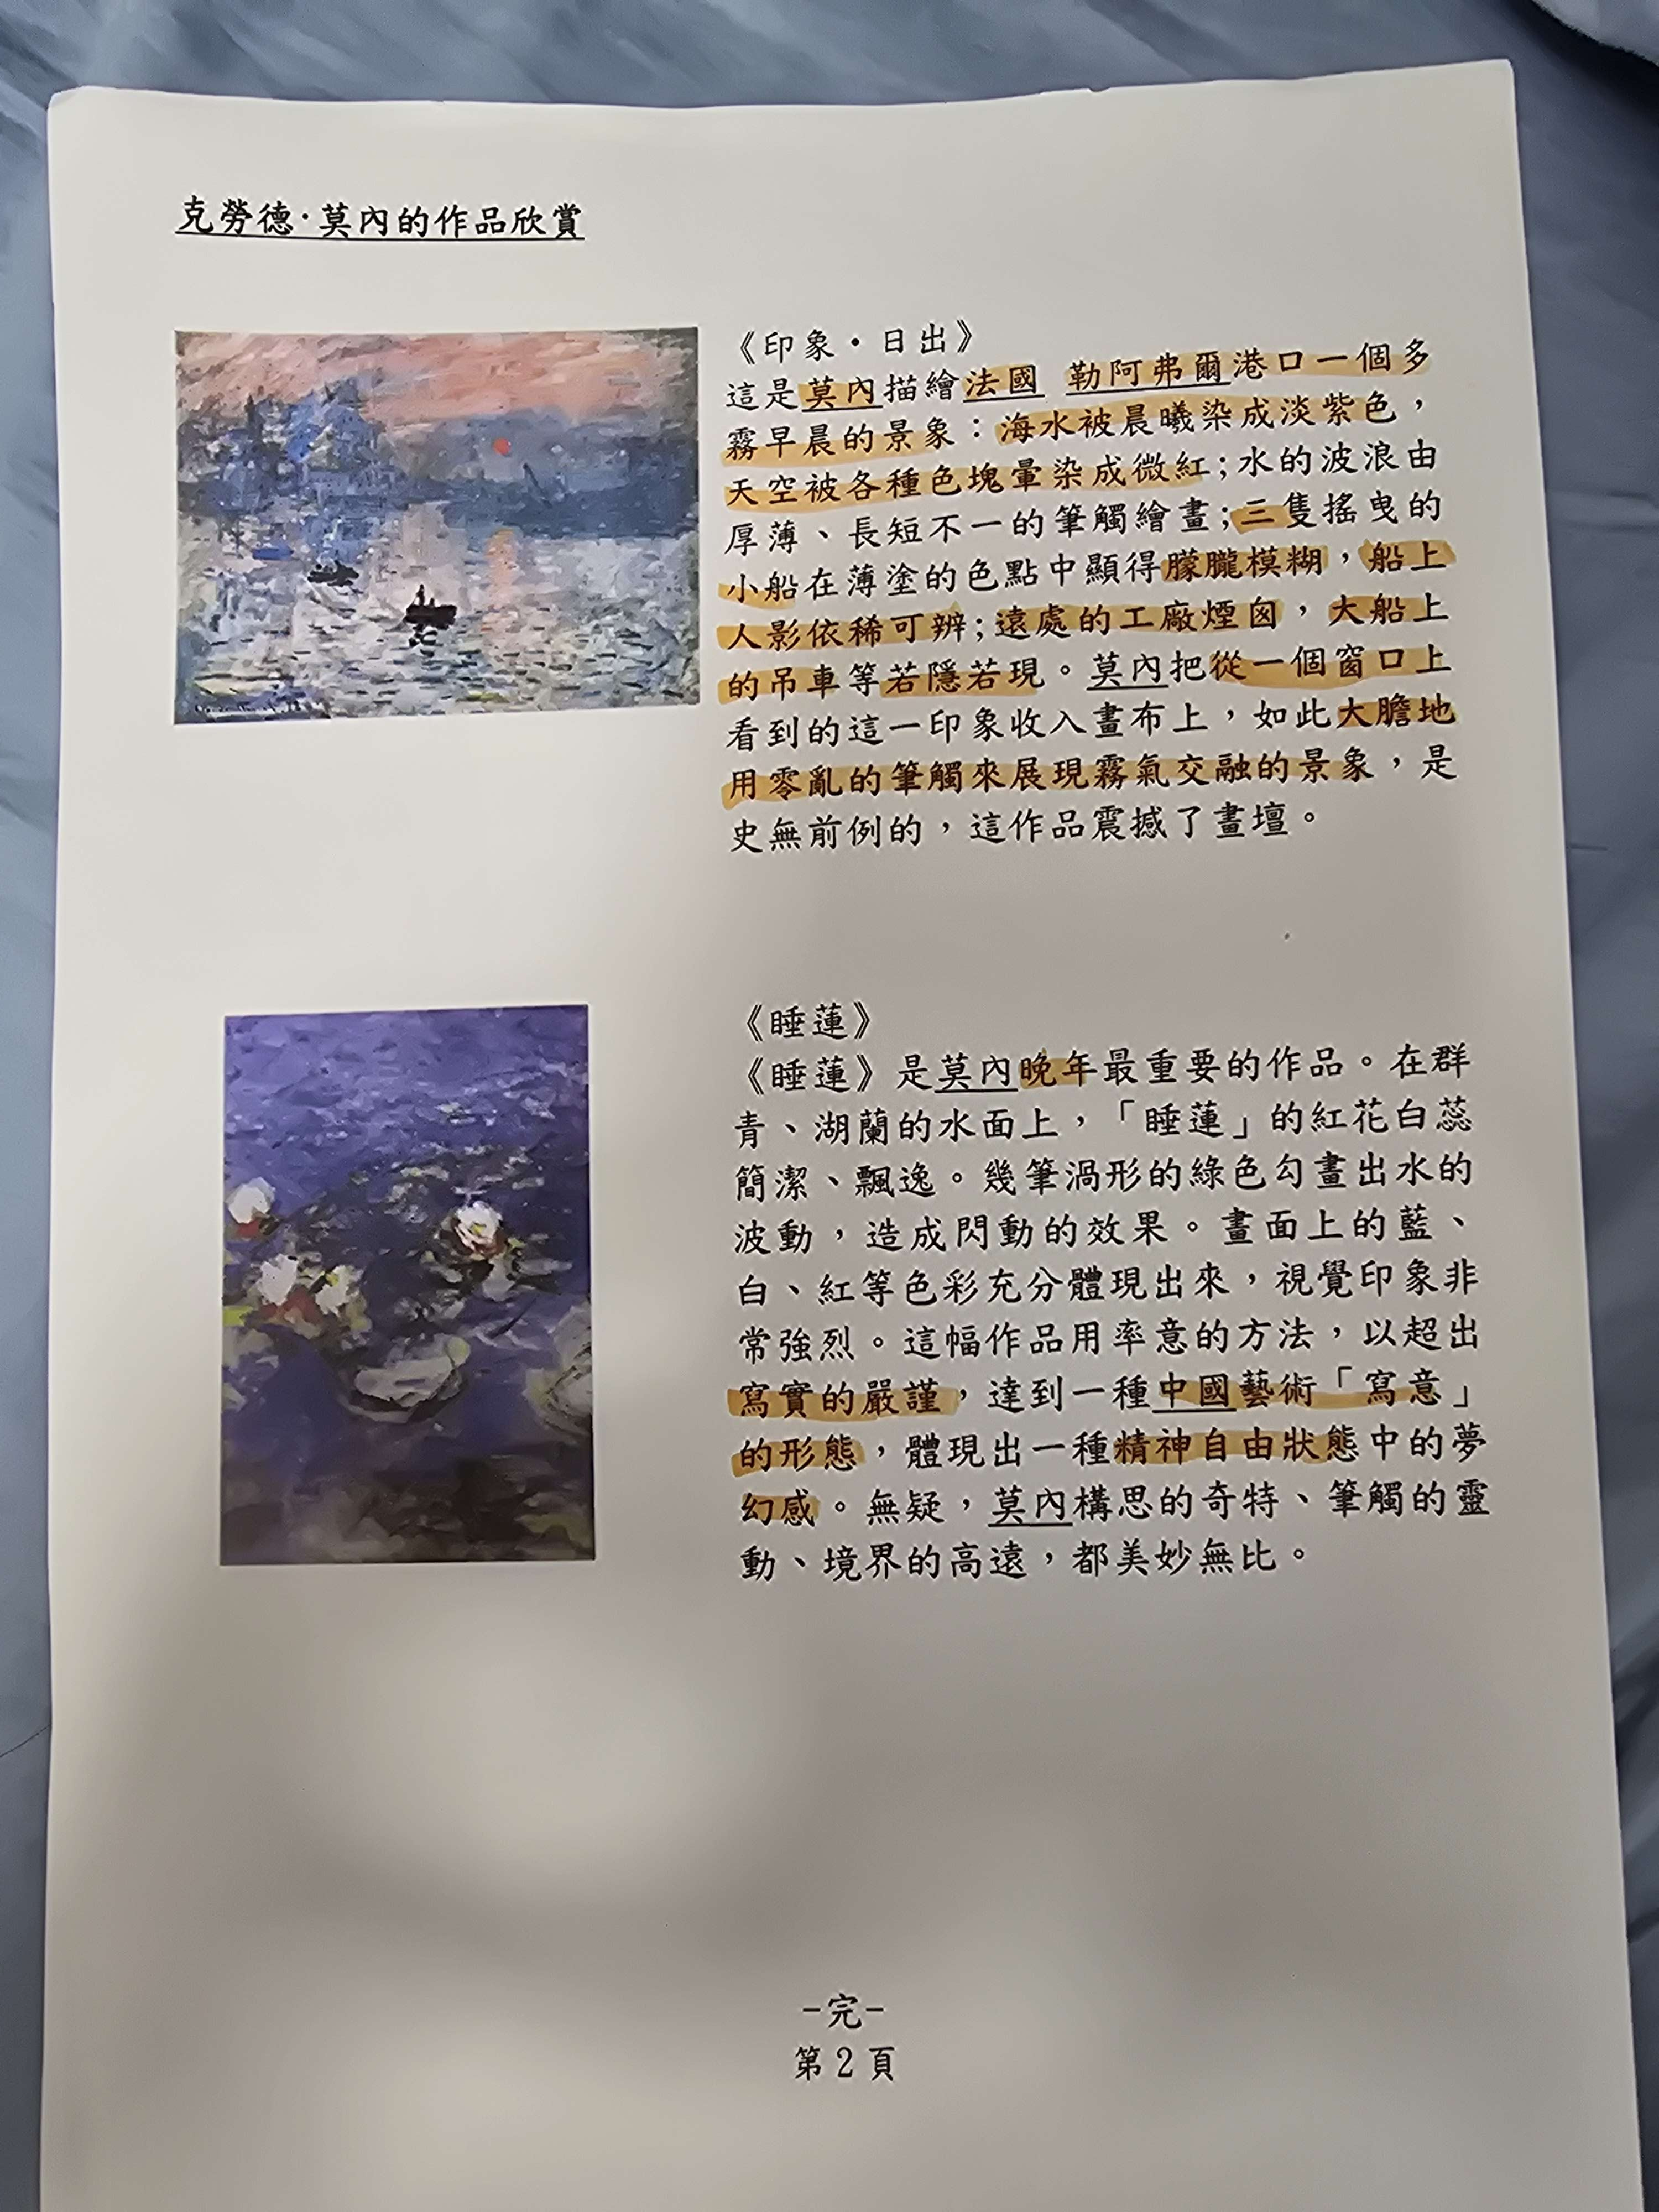 克勞德·莫內的作品欣賞
《印象·日出》
這是莫內描繪法國 勒阿弗爾港口一個多
霧早晨的景象：海水被晨曦染成淡紫色，
天空被各種色塊暈染成微紅；水的波浪由
厚薄、長短不一的筆觸繪畫；三隻搖曳的
小船在薄塗的色點中顯得朦朧模糊，船上
人影依稀可辨；遠處的工廠煙囪，大船上
的吊車等若隱若現。莫內把從一個窗口上
看到的這一印象收入畫布上，如此大膽地
用零亂的筆觸來展現霧氣交融的景象，是
史無前例的，這作品震撼了畫壇。
《睡蓮》
《睡蓮》是莫內晚年最重要的作品。在群
青、湖蘭的水面上，「睡蓮」的紅花白蕊
簡潔、飄逸。幾筆渦形的綠色勾畫出水的
波動，造成閃動的效果。畫面上的藍、
白、紅等色彩充分體現出來，視覺印象非
常強烈。這幅作品用率意的方法，以超出
寫實的嚴謹，達到一種中國藝術「寫意」
的形態，體現出一種精神自由狀態中的夢
幻感。無疑，莫內構思的奇特、筆觸的靈
動、境界的高遠，都美妙無比。
-完-
第2頁